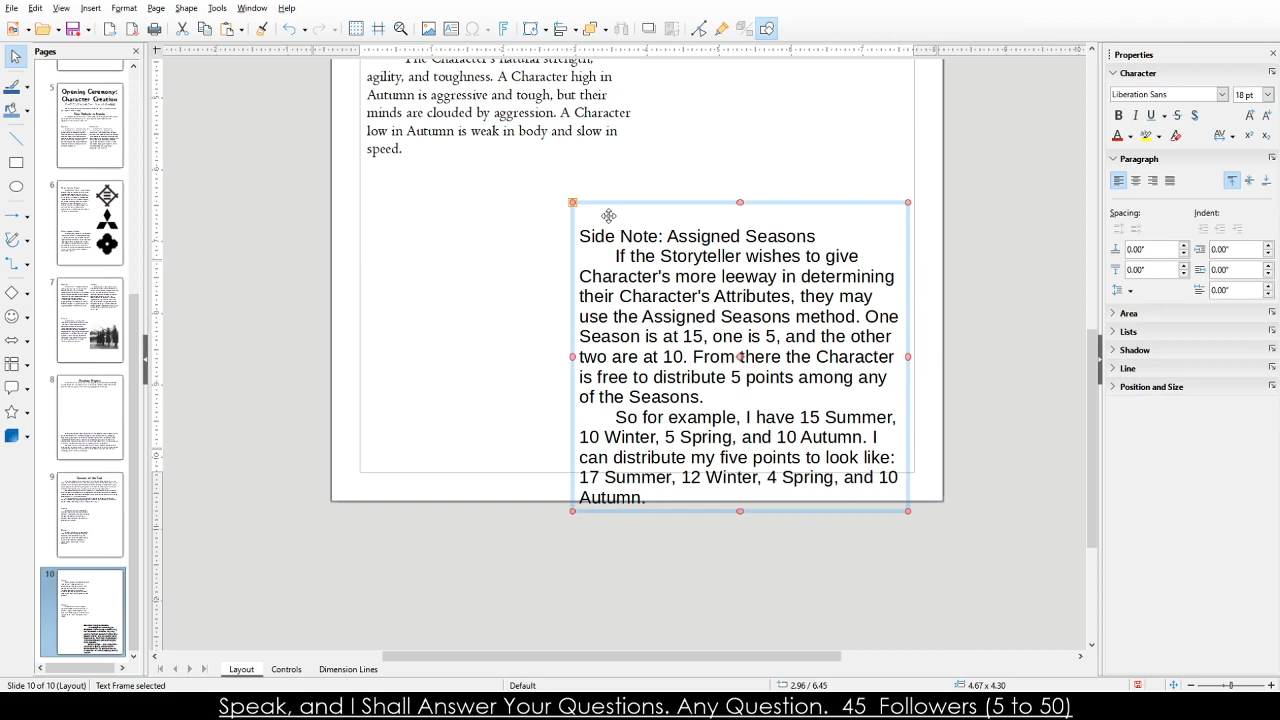 File Edit View Insert Format Page Shape Tools Window Help
Pages
Properties
Character
Liberation Sans
18 pt
Paragraph
Spacing:
Indent:
0.00"
0.00"
0.00"
0.00"
0.00"
Area
Lists
Shadow
Line
Position and Size
5
Opening Ceremony:
Character Creation
6
7
8
9
10
The Character's natural strength,
agility, and toughness. A Character high in
Autumn is aggressive and tough, but their
minds are clouded by aggression. A Character
low in Autumn is weak in body and slow in
speed.
Side Note: Assigned Seasons
If the Storyteller wishes to give
Character's more leeway in determining
their Character's Attributes, they may
use the Assigned Seasons method. One
Season is at 15, one is 5, and the other
two are at 10. From there the Character
is free to distribute 5 points among any
of the Seasons.
So for example, I have 15 Summer,
10 Winter, 5 Spring, and 10 Autumn. I
can distribute my five points to look like:
17 Summer, 12 Winter, 4 Spring, and 10
Autumn.
Layout Controls Dimension Lines
Slide 10 of 10 (Layout) Text Frame selected Default 2.96 / 6.45 4.67 x 4.30
Speak, and I Shall Answer Your Questions. Any Question. 45 Followers (5 to 50)